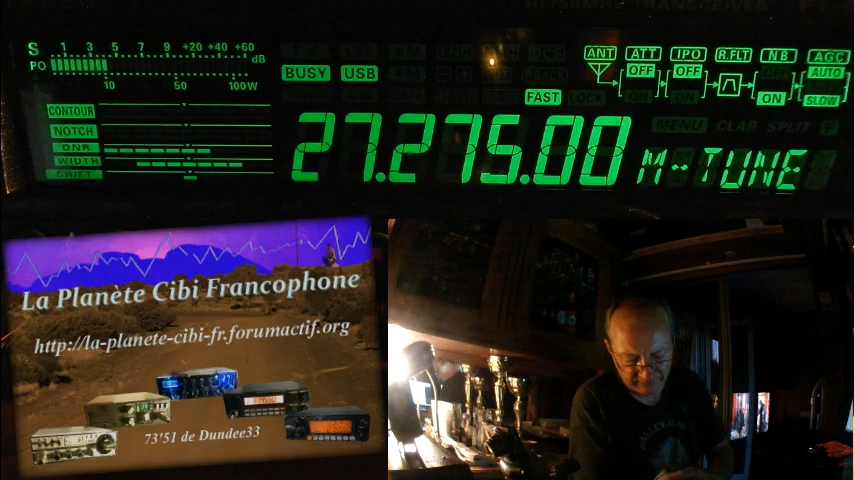 S 1 3 5 7 9 +20 +40 +60 dB
PO 10 50 100W
BUSY USB
FAST LOCK
ANT ATT IPO R.FLT NB AGC
OFF OFF AUTO
ON SLOW
CONTOUR
NOTCH
DNR
WIDTH
SHIFT
MENU CLAR SPLIT
27.275.00 M--TUNE
La Planète Cibi Francophone
http://la-planete-cibi-fr.forumactif.org
73'51 de Dundee33